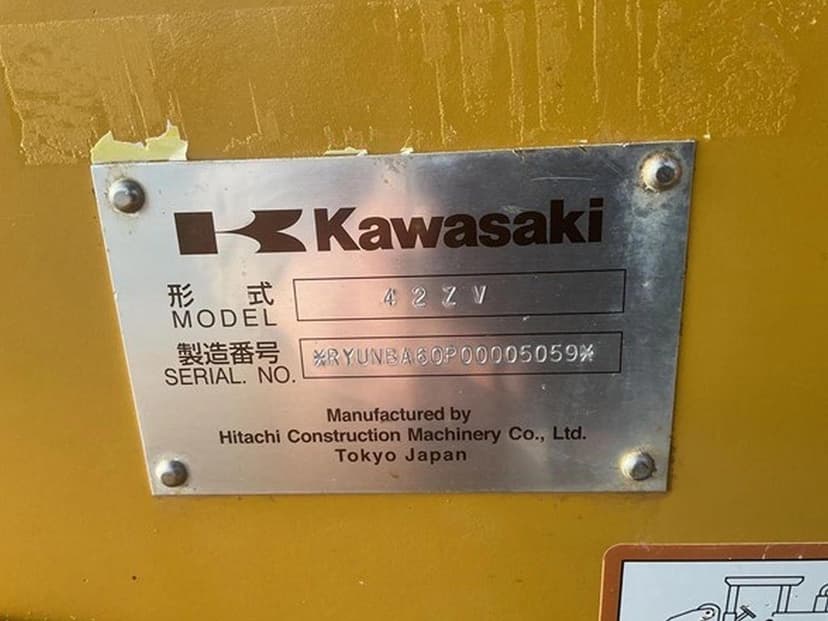 Kawasaki
形 式 42ZV
MODEL
製造番号 *RYUNBA60P00005059*
SERIAL. NO.
Manufactured by
Hitachi Construction Machinery Co., Ltd.
Tokyo Japan